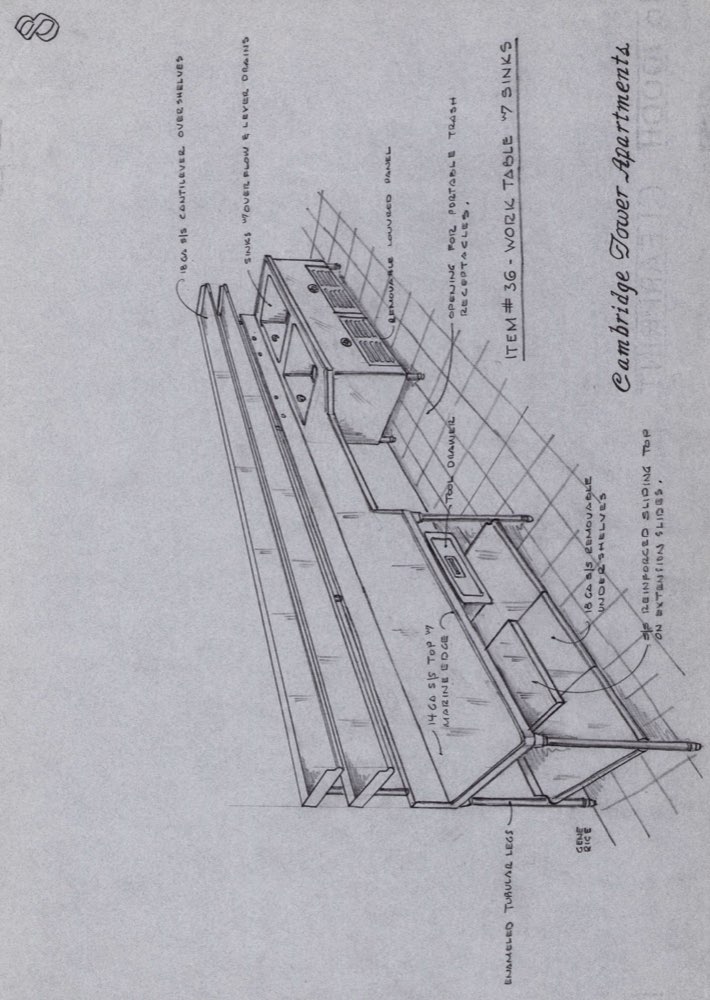 8
18 GA S/S CANTILEVER OVERSHELVES
SINKS W/ OVERFLOW & LEVER DRAINS
REMOVABLE LOUVRED PANEL
OPENING FOR PORTABLE TRASH
RECEPTACLES.
ITEM # 36 - WORK TABLE W/ SINKS
Cambridge Tower Apartments
TOOL DRAWER
14 GA S/S TOP W/
MARINE EDGE
18 GA S/S REMOVABLE
UNDERSHELVES
S/S REINFORCED SLIDING TOP
ON EXTENSION SLIDES.
ENAMELED TUBULAR LEGS
GENE
RICE